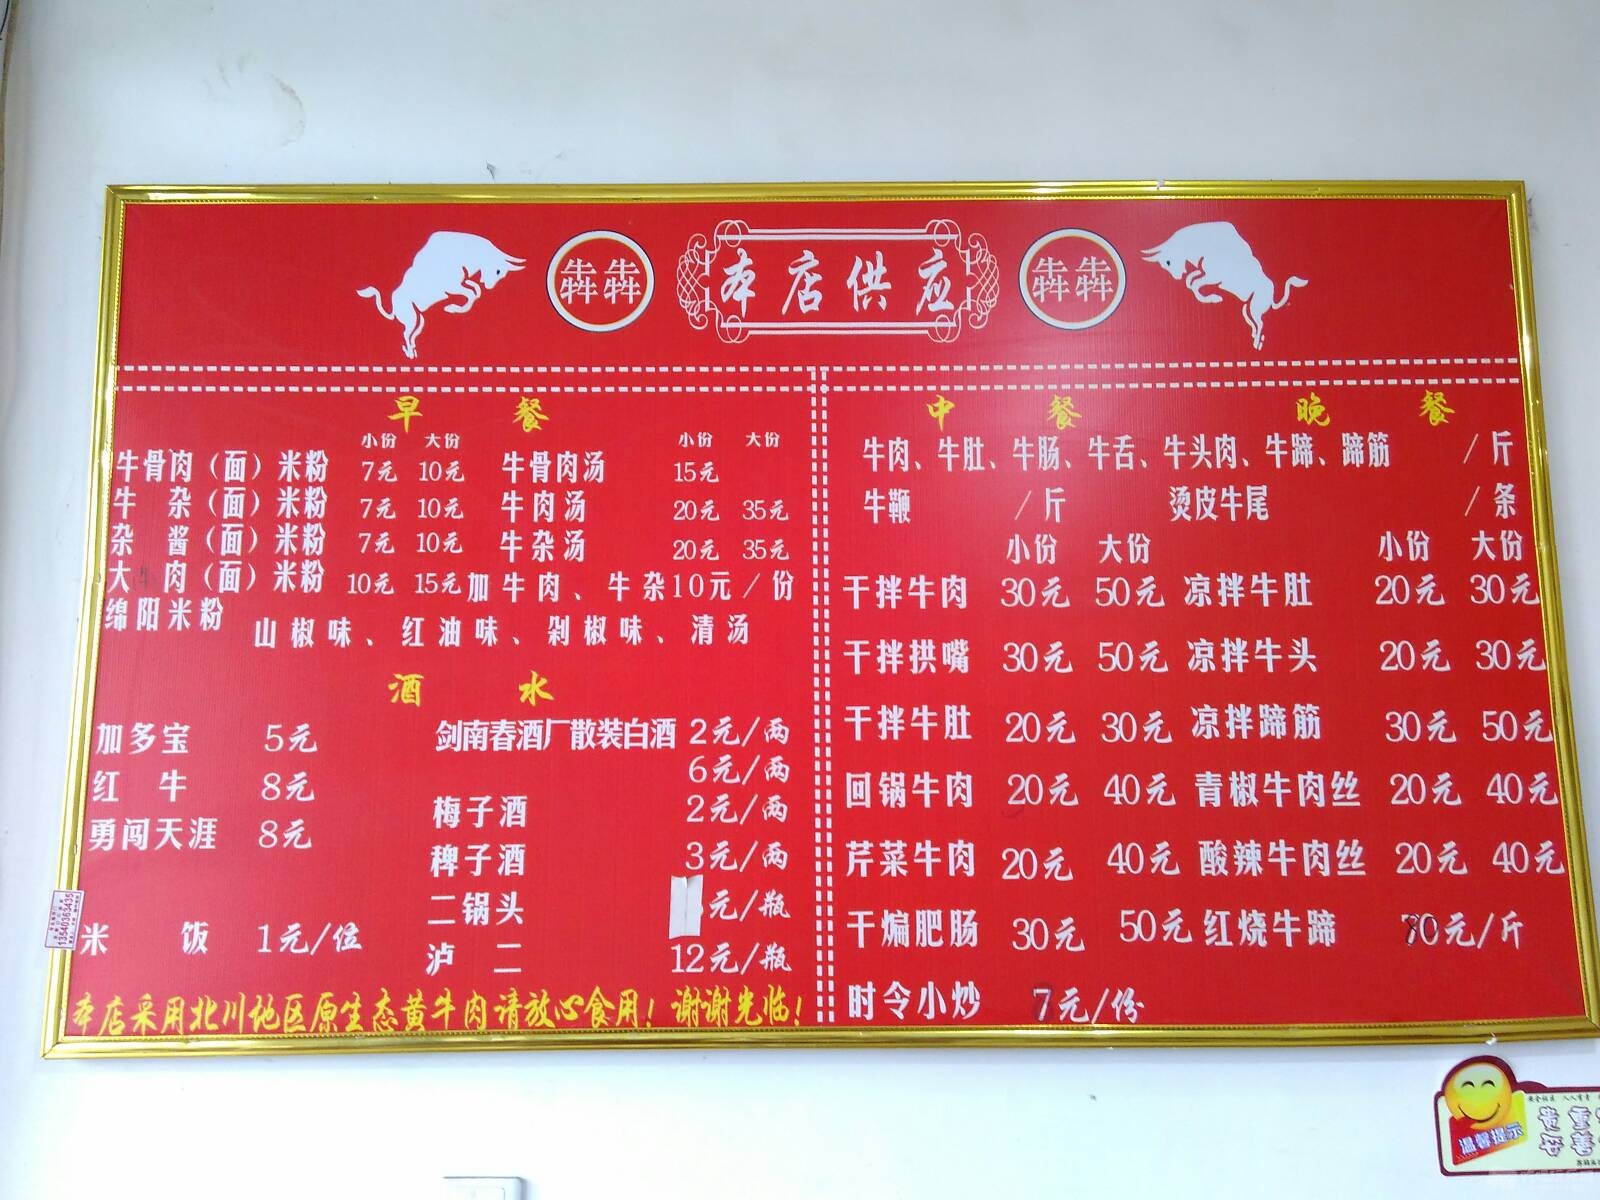 犇犇 本店供应 犇犇
早餐
小份 大份 小份 大份
牛骨肉（面）米粉 7元 10元 牛骨肉汤 15元
牛杂（面）米粉 7元 10元 牛肉汤 20元 35元
杂酱（面）米粉 7元 10元 牛杂汤 20元 35元
大牛肉（面）米粉 10元 15元 加牛肉、牛杂10元/份
绵阳米粉 山椒味、红油味、剁椒味、清汤
酒水
加多宝 5元 剑南春酒厂散装白酒 2元/两
6元/两
红牛 8元 梅子酒 2元/两
勇闯天涯 8元 稗子酒 3元/两
二锅头 元/瓶
米饭 1元/位 泸二 12元/瓶
本店采用北川地区原生态黄牛肉请放心食用！谢谢光临！
中餐 晚餐
牛肉、牛肚、牛肠、牛舌、牛头肉、牛蹄、蹄筋 /斤
牛鞭 /斤 烫皮牛尾 /条
小份 大份 小份 大份
干拌牛肉 30元 50元 凉拌牛肚 20元 30元
干拌拱嘴 30元 50元 凉拌牛头 20元 30元
干拌牛肚 20元 30元 凉拌蹄筋 30元 50元
回锅牛肉 20元 40元 青椒牛肉丝 20元 40元
芹菜牛肉 20元 40元 酸辣牛肉丝 20元 40元
干煸肥肠 30元 50元 红烧牛蹄 80元/斤
时令小炒 7元/份
13540363435
温馨提示
贵重
妥善